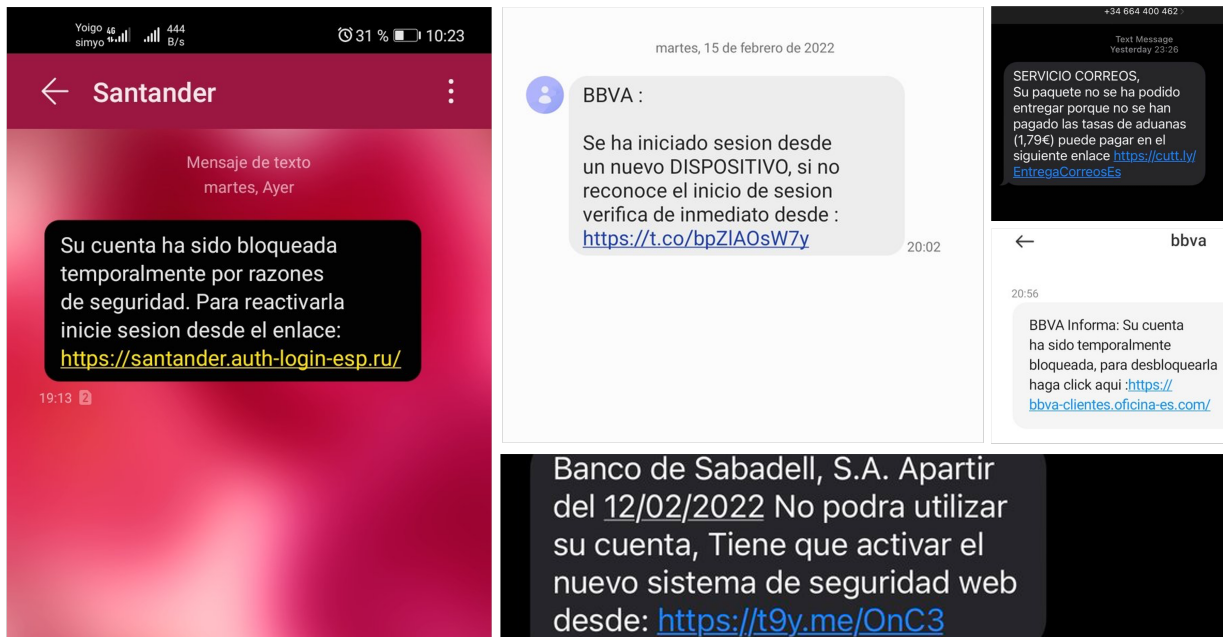 Yoigo 4G
simyo
444
B/s
31 %
10:23
Santander
Mensaje de texto
martes, Ayer
Su cuenta ha sido bloqueada
temporalmente por razones
de seguridad. Para reactivarla
inicie sesion desde el enlace:
https://santander.auth-login-esp.ru/
19:13 2
martes, 15 de febrero de 2022
BBVA :
Se ha iniciado sesion desde
un nuevo DISPOSITIVO, si no
reconoce el inicio de sesion
verifica de inmediato desde :
https://t.co/bpZlAOsW7y
20:02
+34 664 400 462 >
Text Message
Yesterday 23:26
SERVICIO CORREOS,
Su paquete no se ha podido
entregar porque no se han
pagado las tasas de aduanas
(1,79€) puede pagar en el
siguiente enlace https://cutt.ly/
EntregaCorreosEs
bbva
20:56
BBVA Informa: Su cuenta
ha sido temporalmente
bloqueada, para desbloquearla
haga click aqui :https://
bbva-clientes.oficina-es.com/
Banco de Sabadell, S.A. Apartir
del 12/02/2022 No podra utilizar
su cuenta, Tiene que activar el
nuevo sistema de seguridad web
desde: https://t9y.me/OnC3